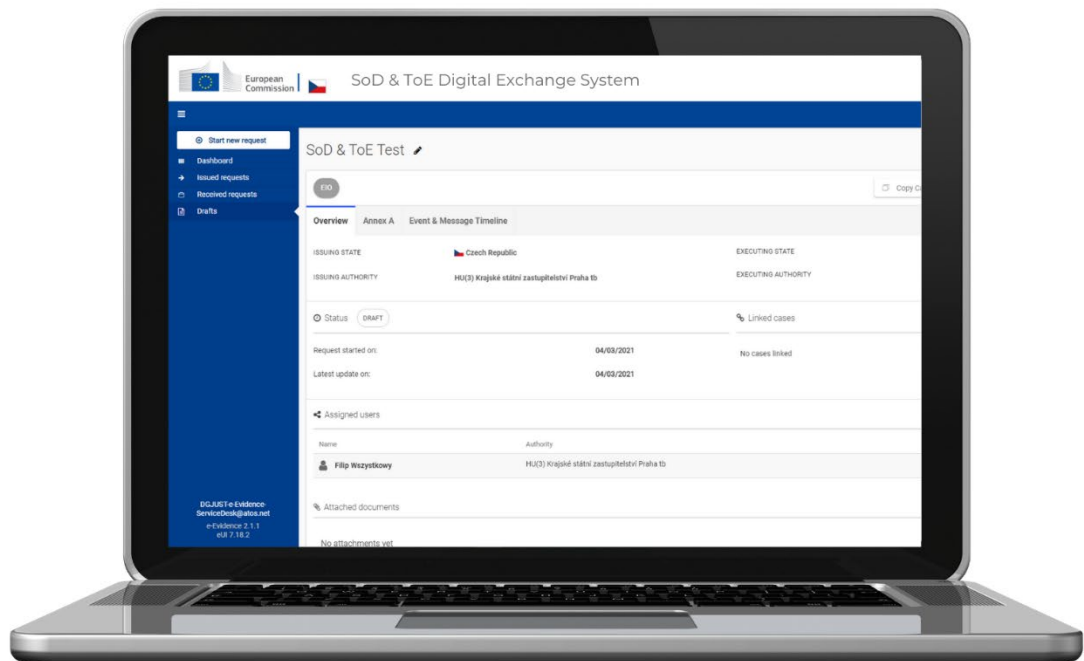 European
Commission
SoD & ToE Digital Exchange System
Start new request
Dashboard
Issued requests
Received requests
Drafts
SoD & ToE Test
EIO
Copy
Overview Annex A Event & Message Timeline
ISSUING STATE Czech Republic EXECUTING STATE
ISSUING AUTHORITY HU(3) Krajské státní zastupitelství Praha tb EXECUTING AUTHORITY
Status DRAFT Linked cases
Request started on: 04/03/2021 No cases linked
Latest update on: 04/03/2021
Assigned users
Name Authority
Filip Wszystkowy HU(3) Krajské státní zastupitelství Praha tb
Attached documents
No attachments yet
DGJUST-e-Evidence-
ServiceDesk@atos.net
e-Evidence 2.1.1
eUI 7.18.2